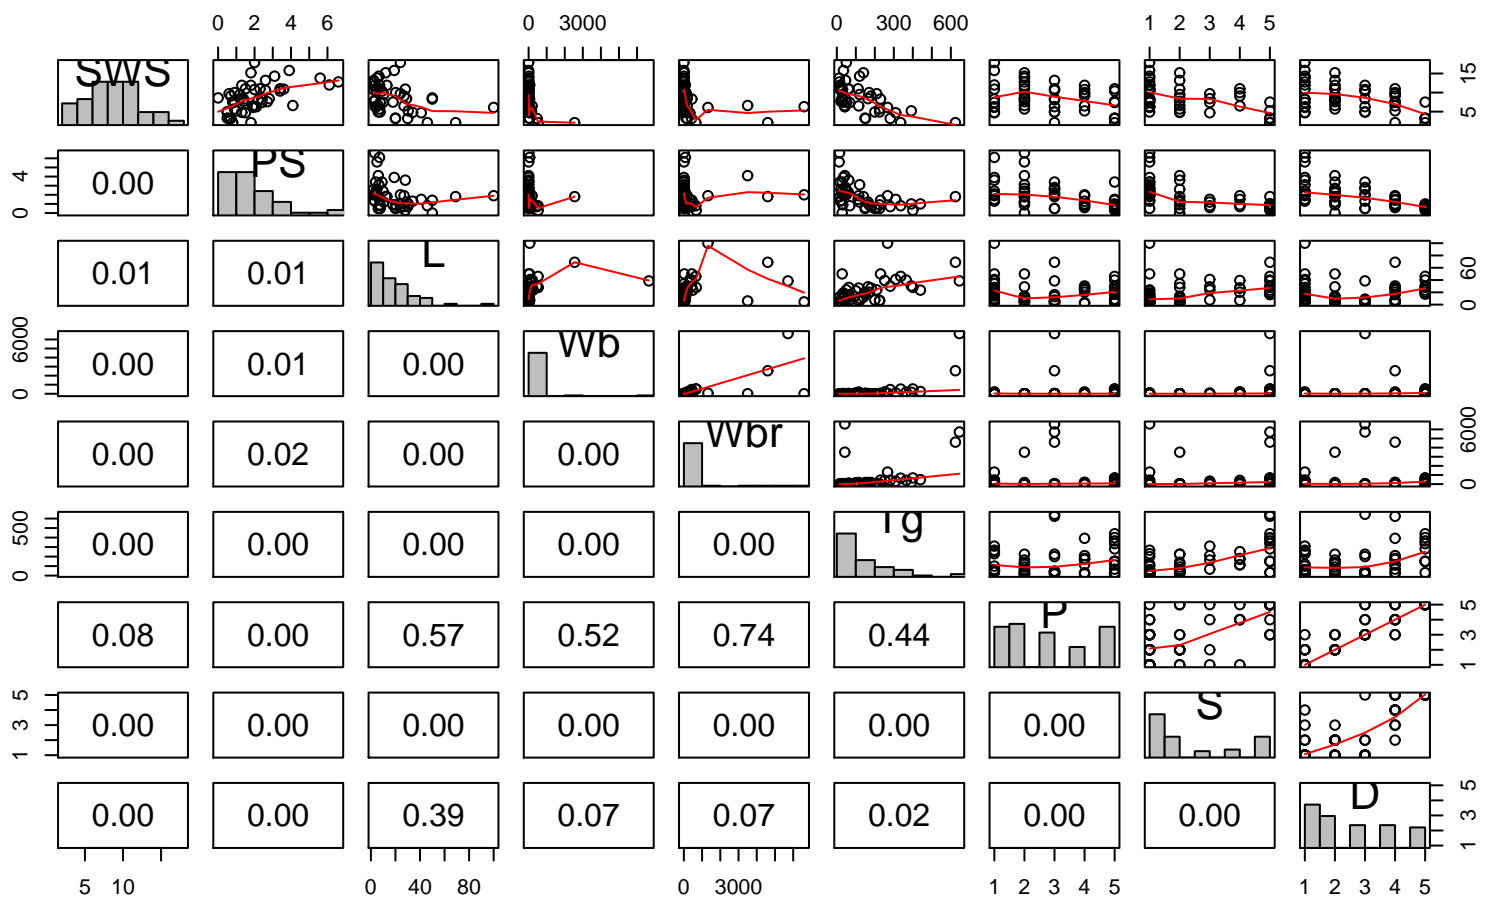 0 2 4 6 0 3000 0 300 600 1 2 3 4 5
SWS 5 15
0 4 0.00 PS
0.01 0.01 L 0 60
0 6000 0.00 0.01 0.00 Wb
0.00 0.02 0.00 0.00 Wbr 0 6000
0 500 0.00 0.00 0.00 0.00 0.00 Tg
0.08 0.00 0.57 0.52 0.74 0.44 P 1 3 5
1 3 5 0.00 0.00 0.00 0.00 0.00 0.00 0.00 S
0.00 0.00 0.39 0.07 0.07 0.02 0.00 0.00 D 1 3 5
5 10 0 40 80 0 3000 1 2 3 4 5 1 2 3 4 5